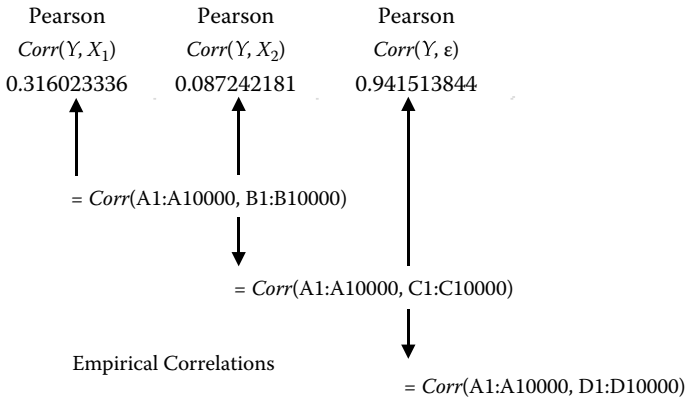 Pearson Pearson Pearson
Corr(Y, X₁) Corr(Y, X₂) Corr(Y, ε)
0.316023336 0.087242181 0.941513844
= Corr(A1:A10000, B1:B10000)
= Corr(A1:A10000, C1:C10000)
Empirical Correlations
= Corr(A1:A10000, D1:D10000)